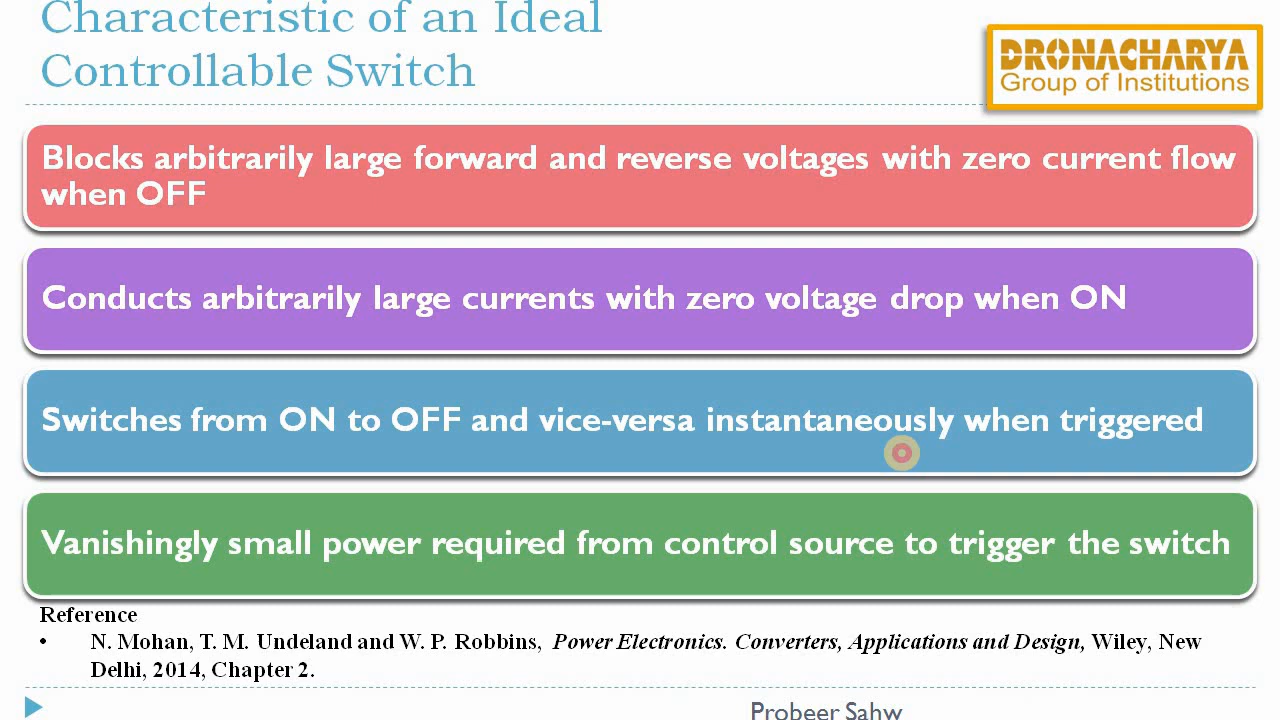 Characteristic of an Ideal
Controllable Switch
DRONACHARYA
Group of Institutions
Blocks arbitrarily large forward and reverse voltages with zero current flow
when OFF
Conducts arbitrarily large currents with zero voltage drop when ON
Switches from ON to OFF and vice-versa instantaneously when triggered
Vanishingly small power required from control source to trigger the switch
Reference
• N. Mohan, T. M. Undeland and W. P. Robbins, Power Electronics. Converters, Applications and Design, Wiley, New
Delhi, 2014, Chapter 2.
Probeer Sahw